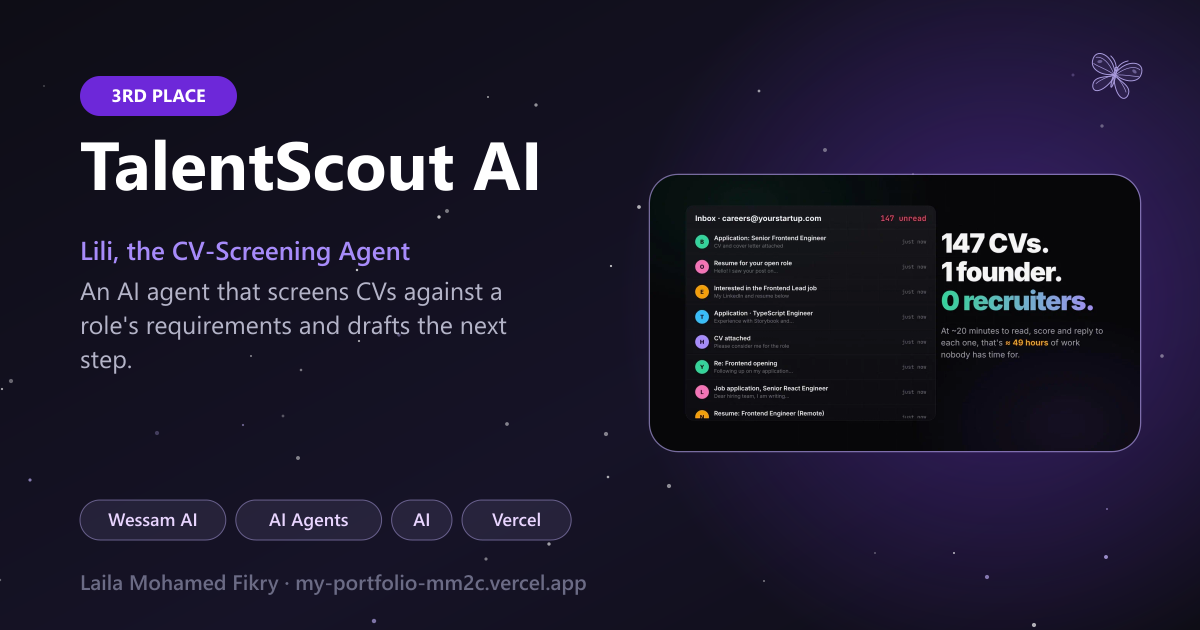 3RD PLACE
TalentScout AI
Lili, the CV-Screening Agent
An AI agent that screens CVs against a
role's requirements and drafts the next
step.
Wessam AI
AI Agents
AI
Vercel
Laila Mohamed Fikry · my-portfolio-mm2c.vercel.app
Inbox · careers@yourstartup.com 147 unread
B Application: Senior Frontend Engineer just now
CV and cover letter attached
O Resume for your open role just now
Hello! I saw your post on...
E Interested in the Frontend Lead job just now
My LinkedIn and resume below
T Application · TypeScript Engineer just now
Experience with Storybook and...
H CV attached just now
Please consider me for the role
Y Re: Frontend opening just now
Following up on my application...
L Job application, Senior React Engineer just now
Dear hiring team, I am writing...
N Resume: Frontend Engineer (Remote) just now
147 CVs.
1 founder.
0 recruiters.
At ~20 minutes to read, score and reply to
each one, that's ≈ 49 hours of work
nobody has time for.